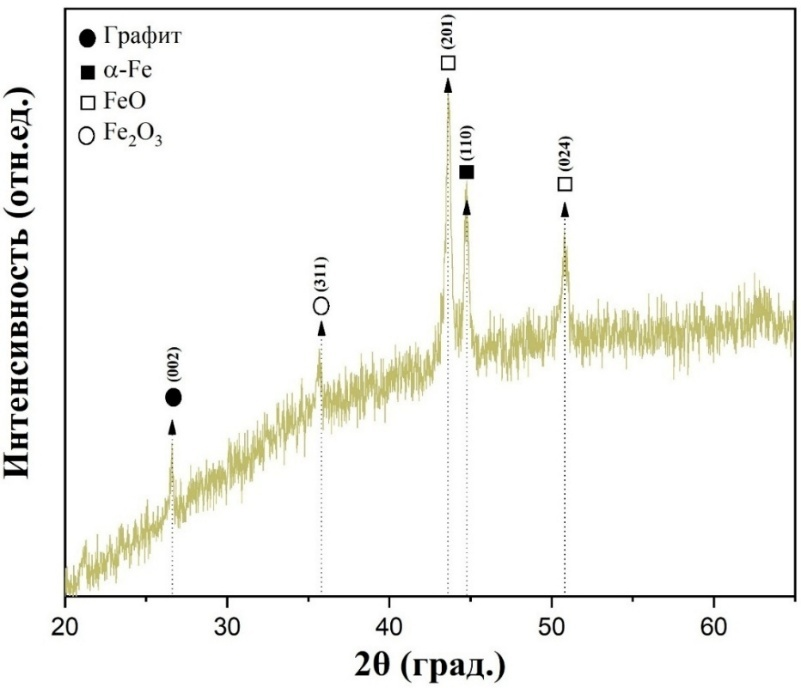 Графит
α-Fe
FeO
Fe₂O₃
(002)
(311)
(201)
(110)
(024)
Интенсивность (отн.ед.)
20 30 40 50 60
2θ (град.)